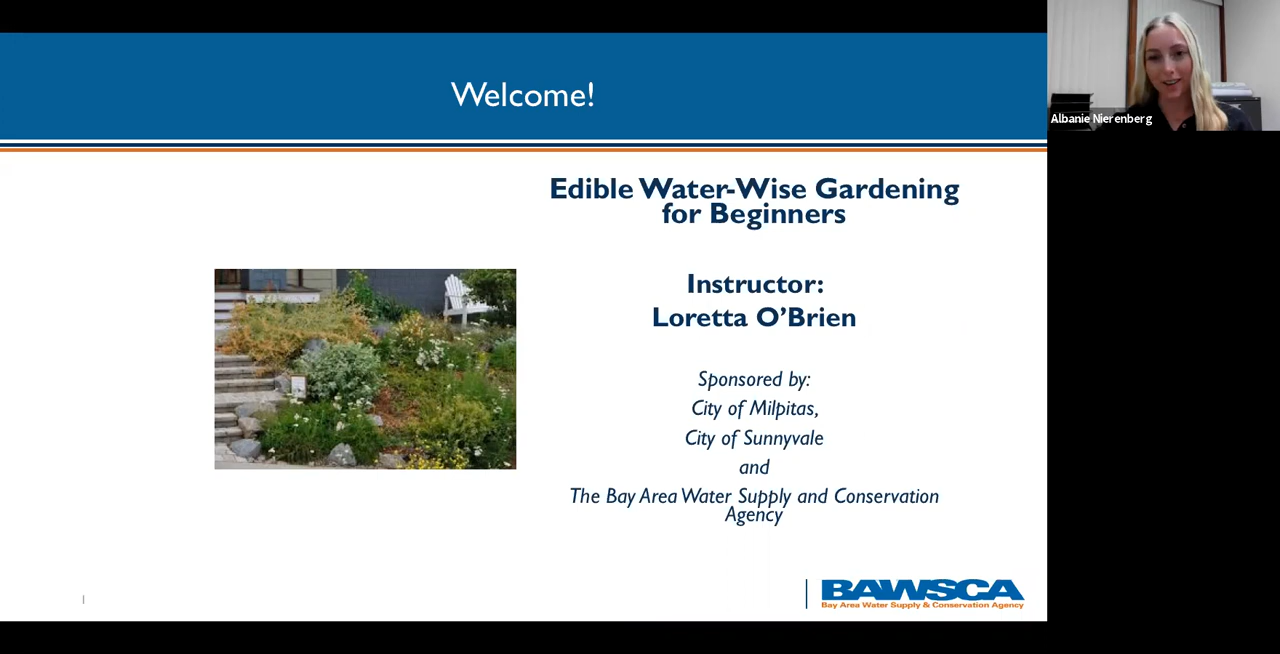 Welcome!
Albanie Nierenberg
Edible Water-Wise Gardening
for Beginners
Instructor:
Loretta O'Brien
Sponsored by:
City of Milpitas,
City of Sunnyvale
and
The Bay Area Water Supply and Conservation
Agency
1
BAWSCA
Bay Area Water Supply & Conservation Agency